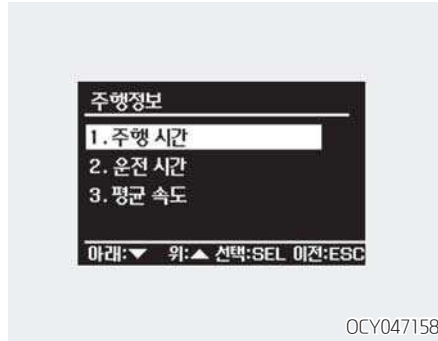 주행정보
1. 주행 시간
2. 운전 시간
3. 평균 속도
아래:▼ 위:▲ 선택:SEL 이전:ESC
OCY047158